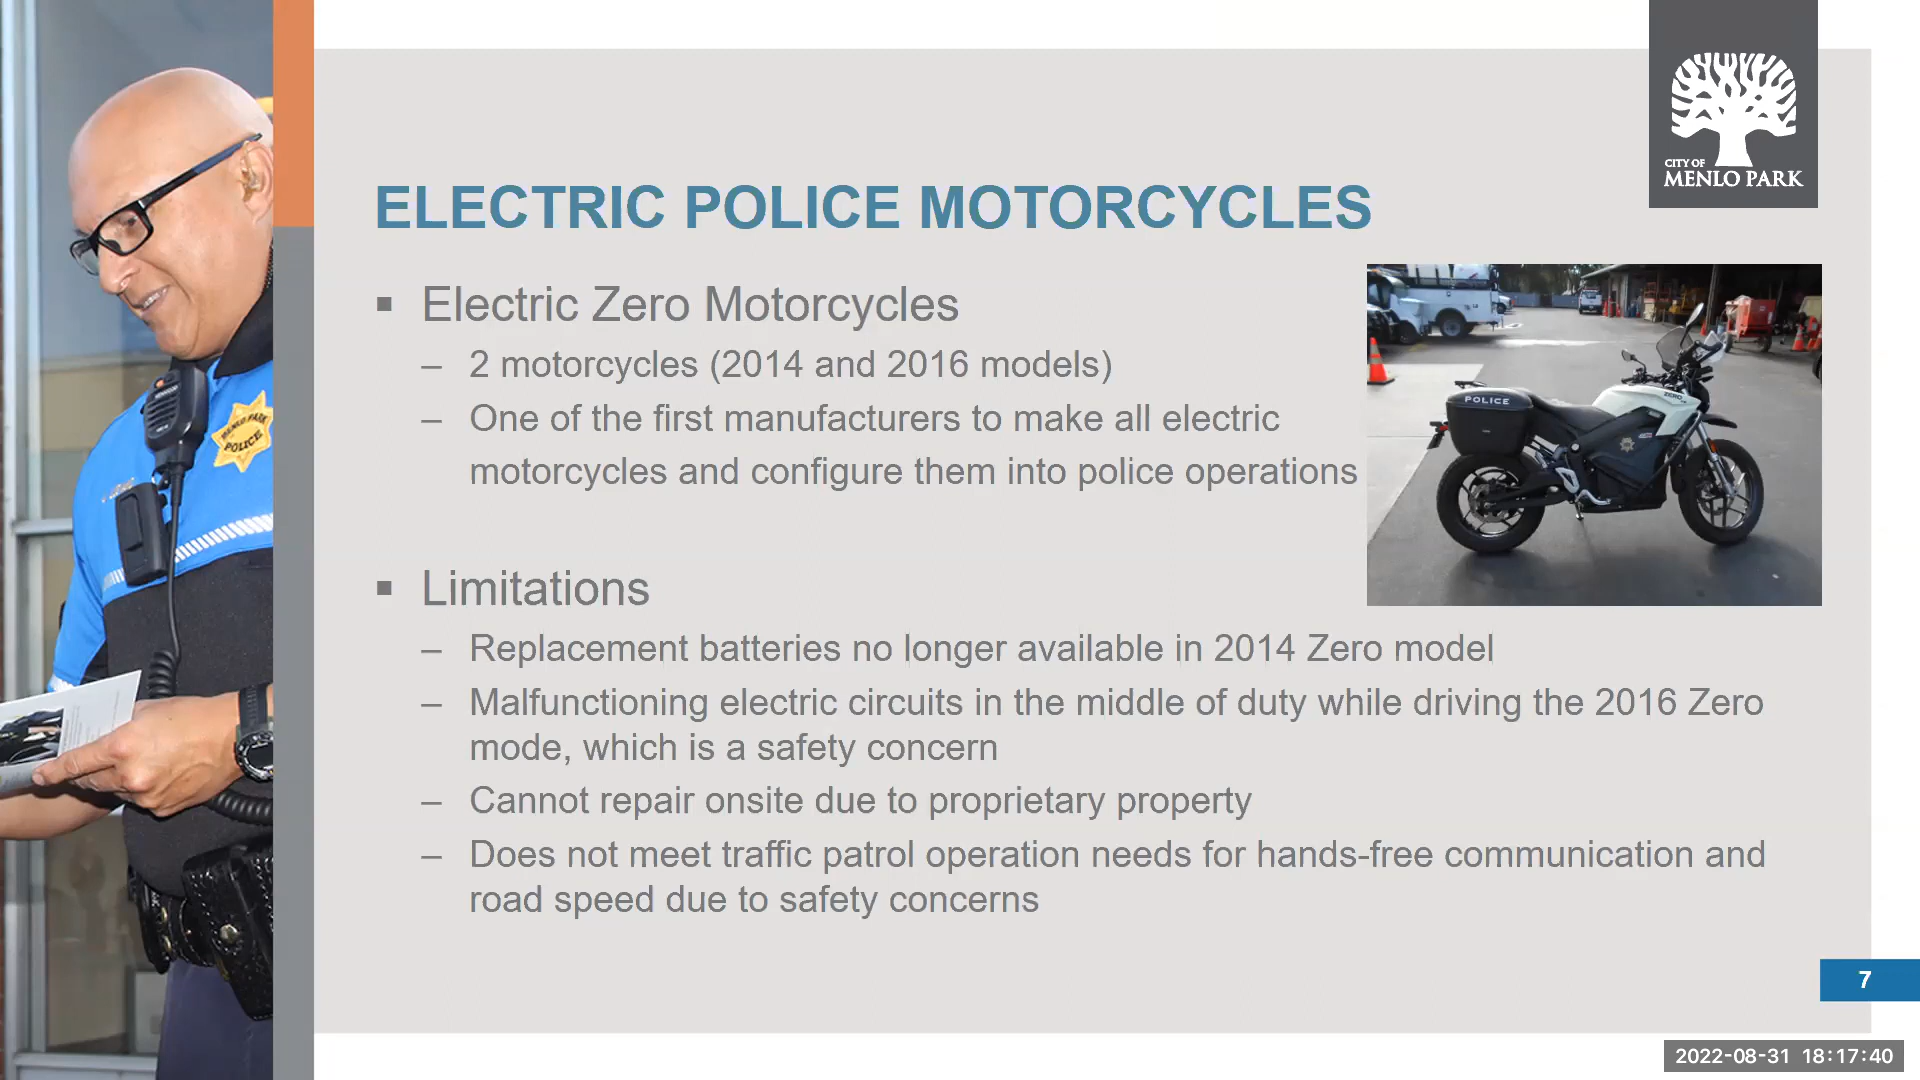 CITY OF
MENLO PARK
ELECTRIC POLICE MOTORCYCLES
▪ Electric Zero Motorcycles
– 2 motorcycles (2014 and 2016 models)
– One of the first manufacturers to make all electric
motorcycles and configure them into police operations
POLICE
ZERO
MENLO PARK
POLICE
▪ Limitations
– Replacement batteries no longer available in 2014 Zero model
– Malfunctioning electric circuits in the middle of duty while driving the 2016 Zero
mode, which is a safety concern
– Cannot repair onsite due to proprietary property
– Does not meet traffic patrol operation needs for hands-free communication and
road speed due to safety concerns
7
2022-08-31 18:17:40